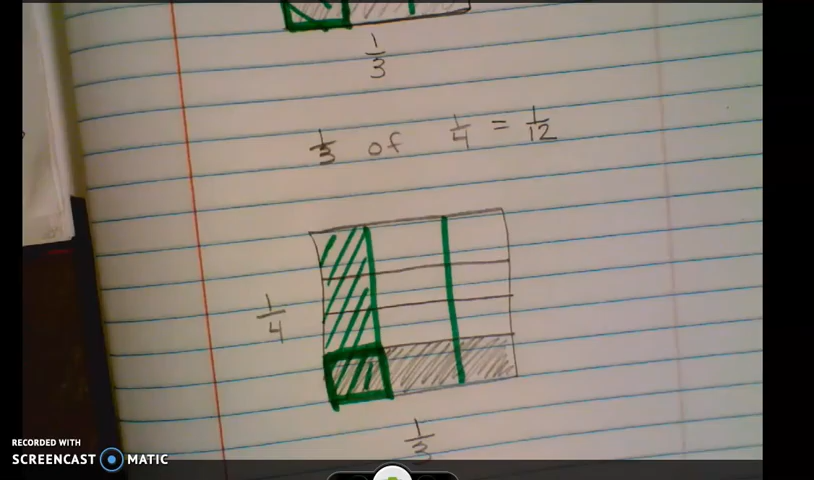 1/3
1/3 of 1/4 = 1/12
1/4
1/3
RECORDED WITH
SCREENCAST MATIC